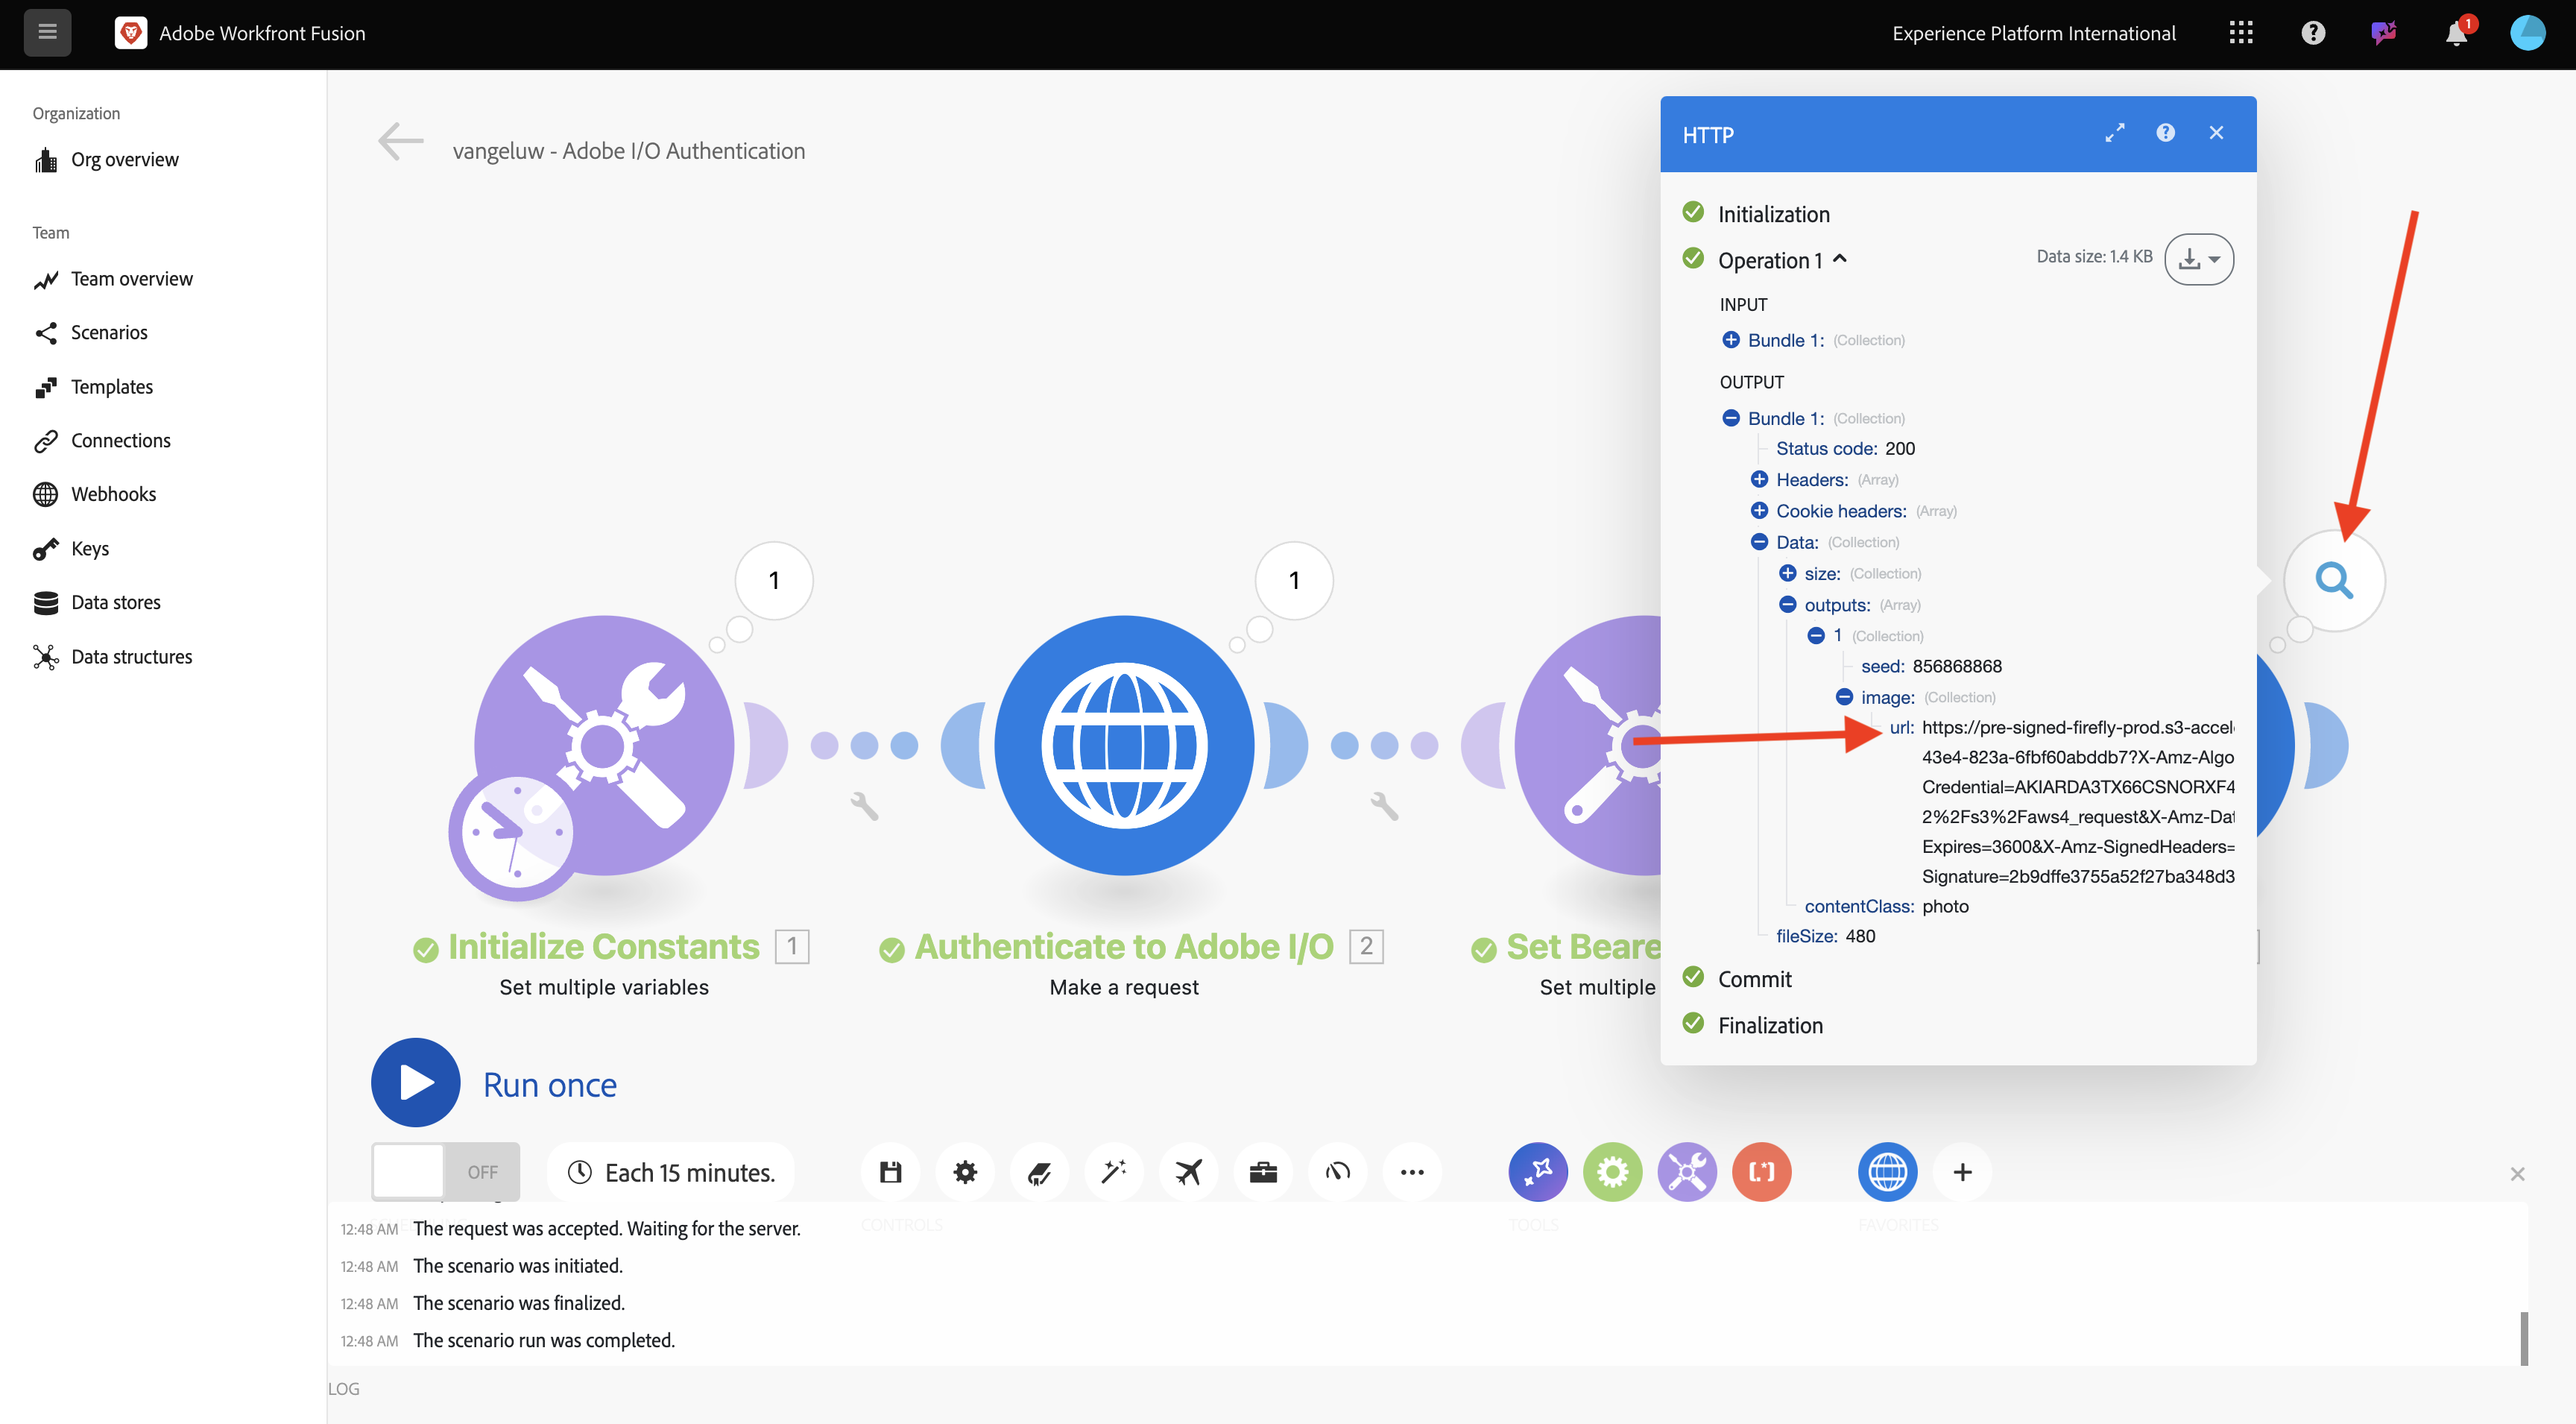 Adobe Workfront Fusion
Experience Platform International
1
Organization
Org overview
Team
Team overview
Scenarios
Templates
Connections
Webhooks
Keys
Data stores
Data structures
vangeluw - Adobe I/O Authentication
HTTP
Initialization
Operation 1
Data size: 1.4 KB
INPUT
Bundle 1: (Collection)
OUTPUT
Bundle 1: (Collection)
Status code: 200
Headers: (Array)
Cookie headers: (Array)
Data: (Collection)
size: (Collection)
outputs: (Array)
1 (Collection)
seed: 856868868
image: (Collection)
url: https://pre-signed-firefly-prod.s3-accel
43e4-823a-6fbf60abddb7?X-Amz-Algo
Credential=AKIARDA3TX66CSNORXF4
2%2Fs3%2Faws4_request&X-Amz-Dat
Expires=3600&X-Amz-SignedHeaders=
Signature=2b9dffe3755a52f27ba348d3
contentClass: photo
fileSize: 480
Commit
Finalization
1
1
Initialize Constants 1
Set multiple variables
Authenticate to Adobe I/O 2
Make a request
Set Beare
Set multiple
Run once
OFF
Each 15 minutes.
CONTROLS
TOOLS
FAVORITES
12:48 AM The request was accepted. Waiting for the server.
12:48 AM The scenario was initiated.
12:48 AM The scenario was finalized.
12:48 AM The scenario run was completed.
LOG